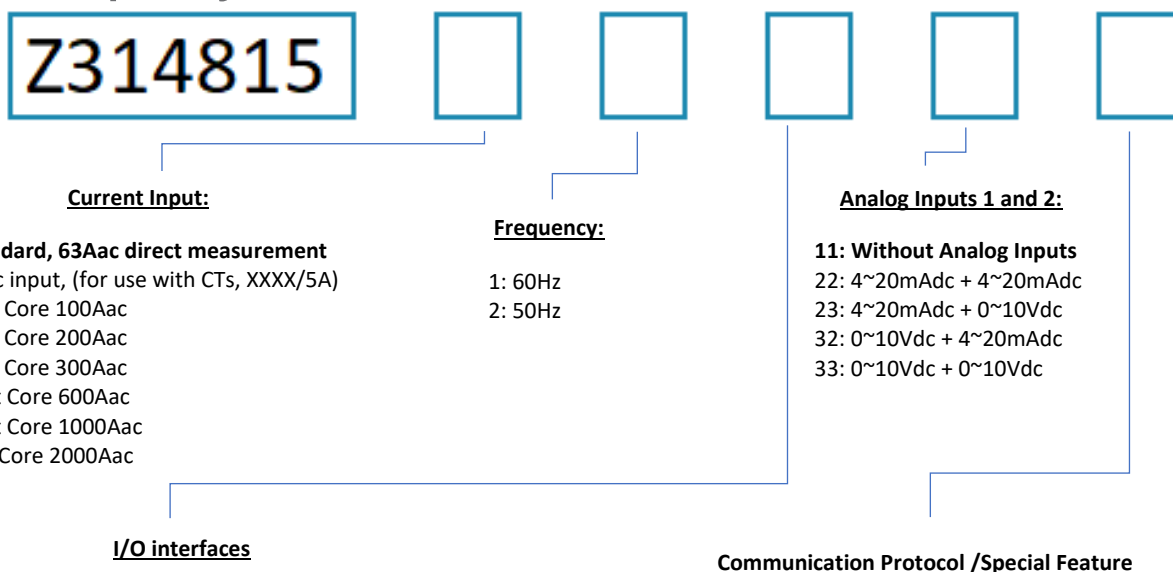 Z314815
Current Input:
63Aac direct measurement
input, (for use with CTs, XXXX/5A)
Core 100Aac
Core 200Aac
Core 300Aac
Core 600Aac
Core 1000Aac
Core 2000Aac
Frequency:
1: 60Hz
2: 50Hz
Analog Inputs 1 and 2:
11: Without Analog Inputs
22: 4~20mAdc + 4~20mAdc
23: 4~20mAdc + 0~10Vdc
32: 0~10Vdc + 4~20mAdc
33: 0~10Vdc + 0~10Vdc
I/O interfaces
Communication Protocol /Special Feature